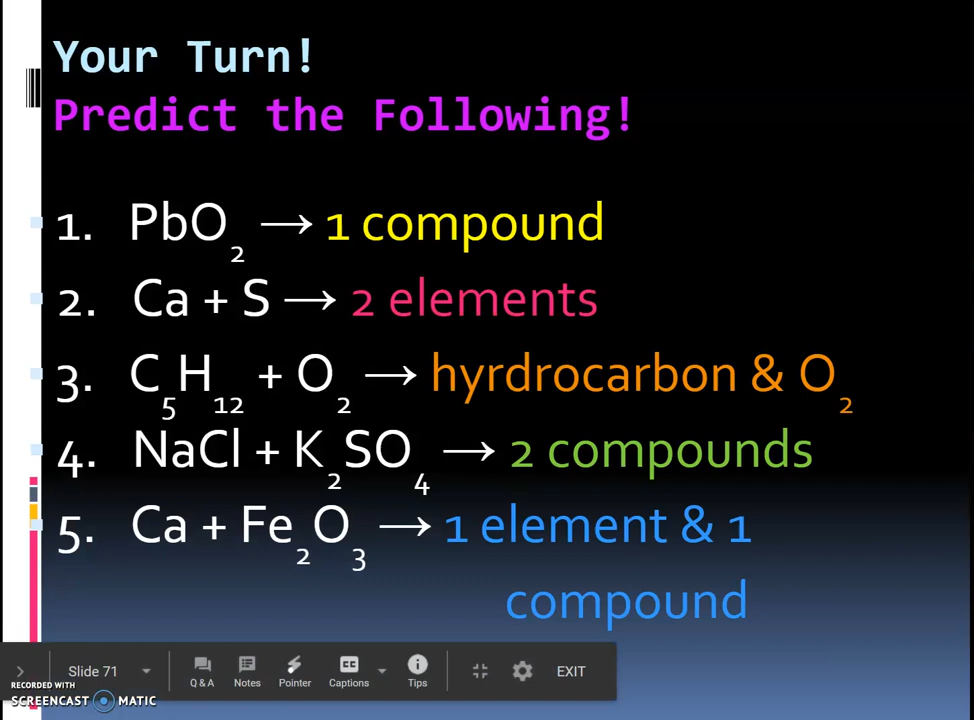 Your Turn!
Predict the Following!
1. PbO₂ → 1 compound
2. Ca + S → 2 elements
3. C₅H₁₂ + O₂ → hyrdrocarbon & O₂
4. NaCl + K₂SO₄ → 2 compounds
5. Ca + Fe₂O₃ → 1 element & 1
compound
Slide 71
Q & A
Notes
Pointer
CC
Captions
Tips
EXIT
RECORDED WITH
SCREENCAST MATIC